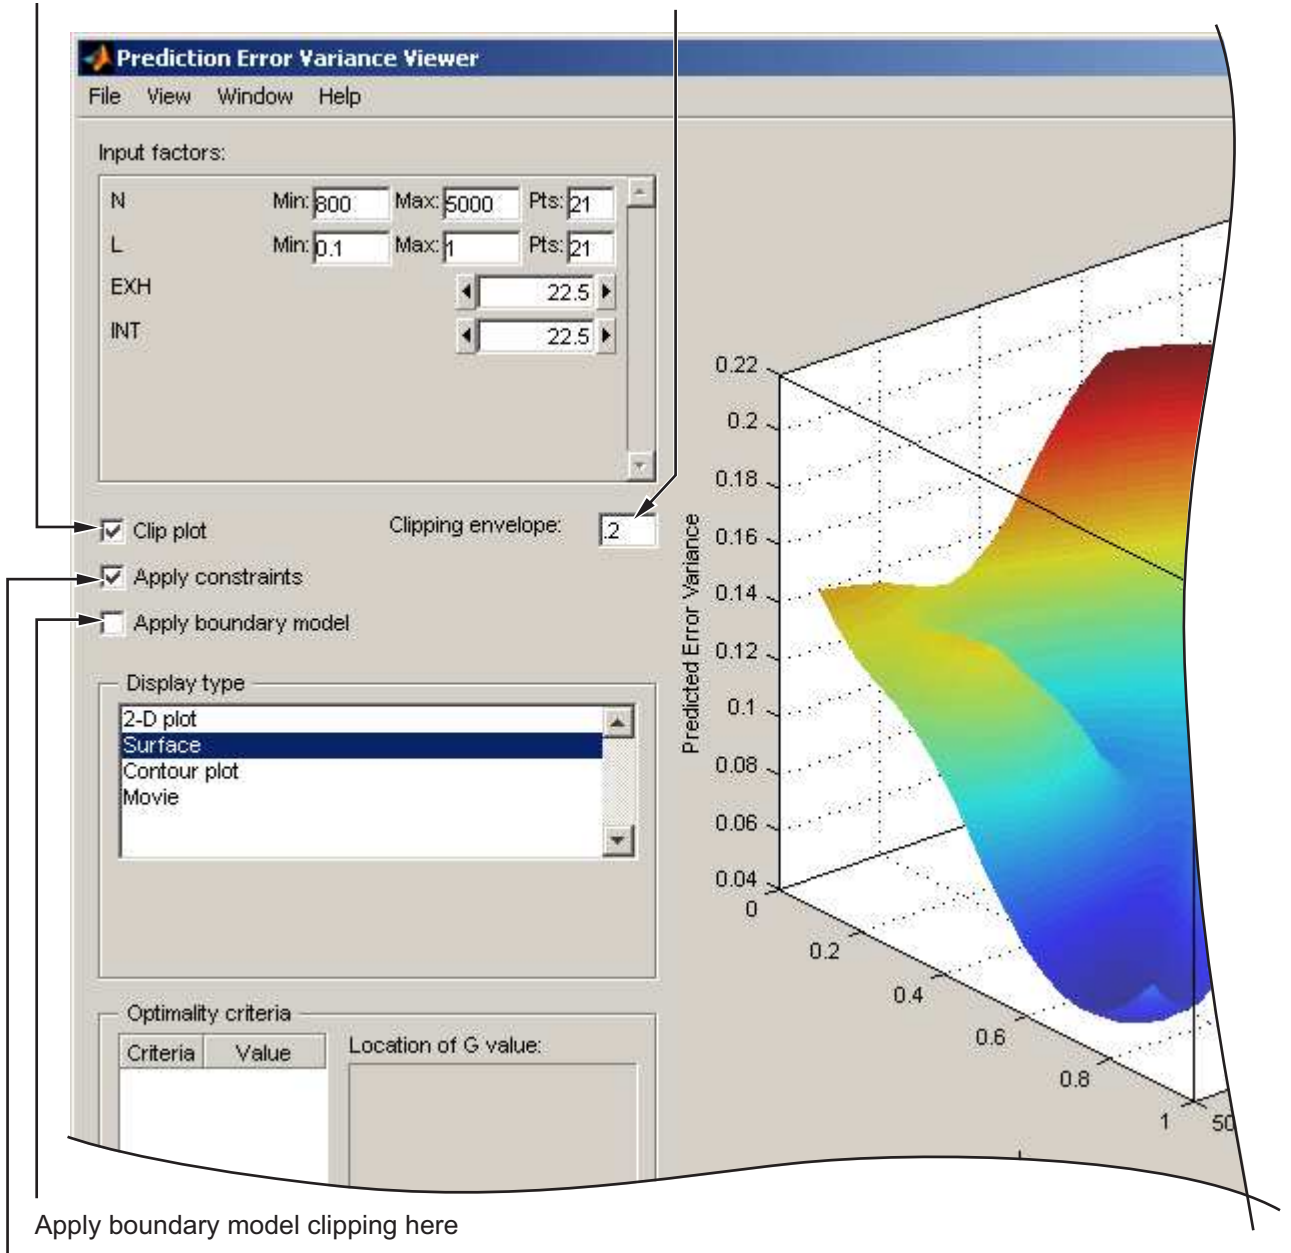 Prediction Error Variance Viewer
File View Window Help
Input factors:
N Min: 800 Max: 5000 Pts: 21
L Min: 0.1 Max: 1 Pts: 21
EXH 22.5
INT 22.5
Clip plot Clipping envelope: .2
Apply constraints
Apply boundary model
Display type
2-D plot
Surface
Contour plot
Movie
Optimality criteria
Criteria Value
Location of G value:
Predicted Error Variance
0.22
0.2
0.18
0.16
0.14
0.12
0.1
0.08
0.06
0.04
0
0.2
0.4
0.6
0.8
1
50
Apply boundary model clipping here